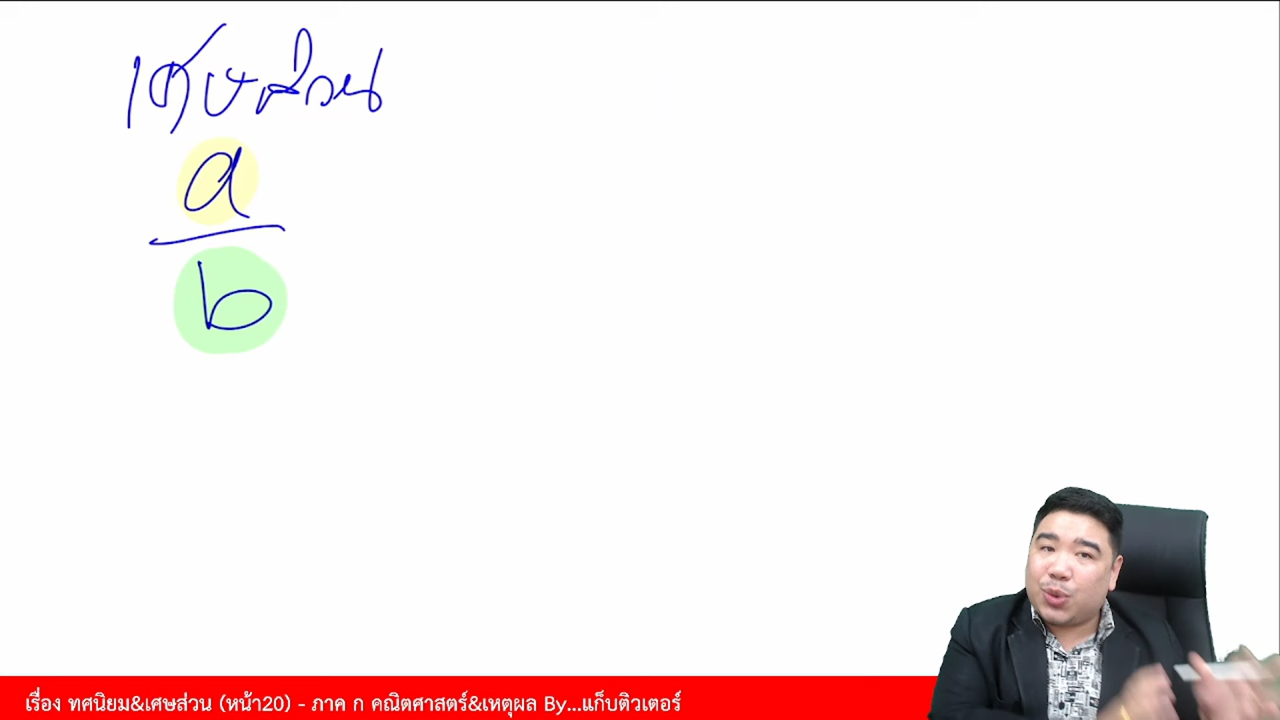 เศษส่วน
a
b
เรื่อง ทศนิยม&เศษส่วน (หน้า20) - ภาค ก คณิตศาสตร์&เหตุผล By...แก็บติวเตอร์